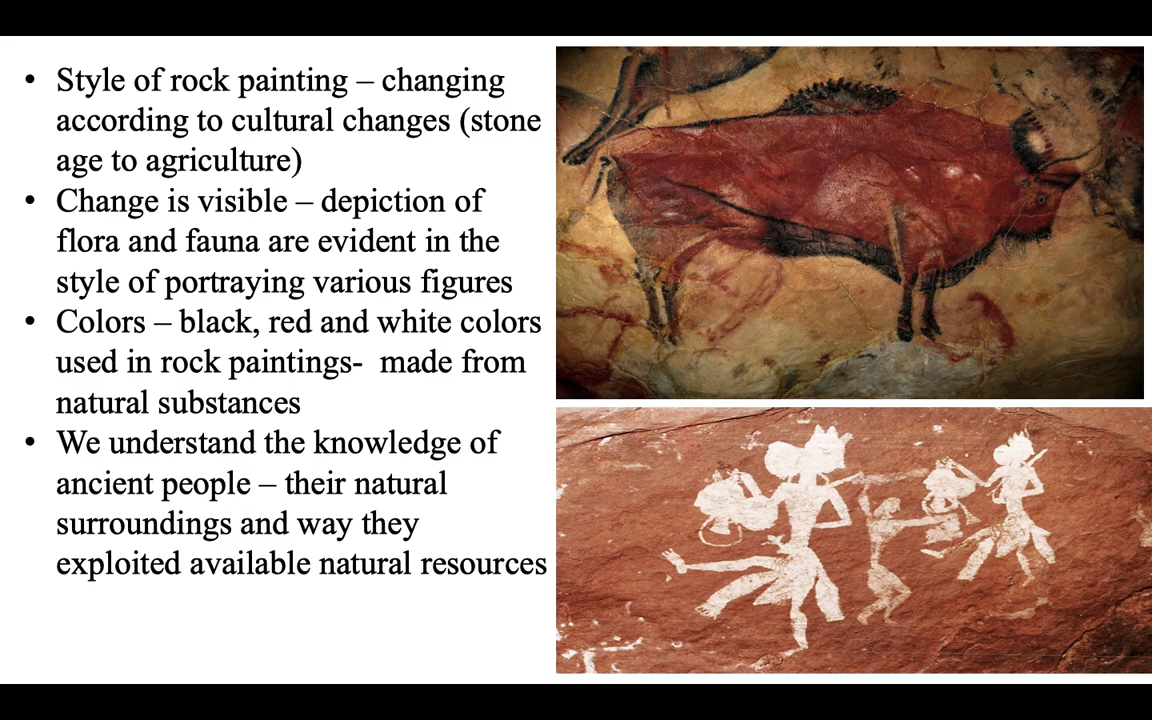 • Style of rock painting – changing
according to cultural changes (stone
age to agriculture)
• Change is visible – depiction of
flora and fauna are evident in the
style of portraying various figures
• Colors – black, red and white colors
used in rock paintings-  made from
natural substances
• We understand the knowledge of
ancient people – their natural
surroundings and way they
exploited available natural resources